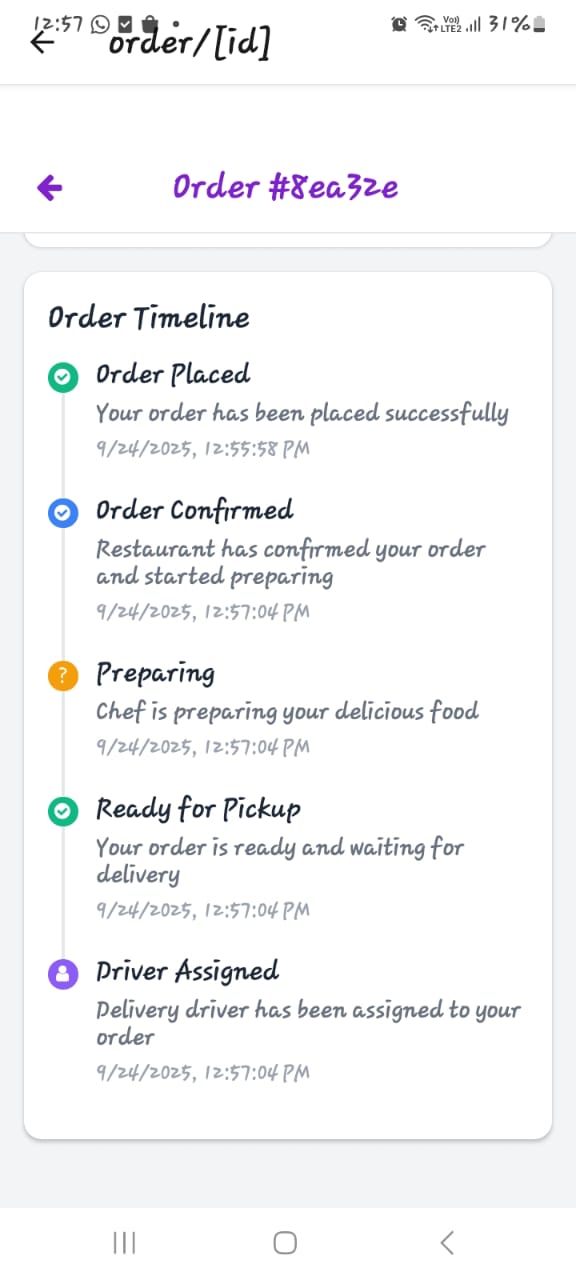 12:57
Vo)) LTE2 31%
order/[id]
Order #8ea32e
Order Timeline
Order Placed
Your order has been placed successfully
9/24/2025, 12:55:58 PM
Order Confirmed
Restaurant has confirmed your order
and started preparing
9/24/2025, 12:57:04 PM
?
Preparing
Chef is preparing your delicious food
9/24/2025, 12:57:04 PM
Ready for Pickup
Your order is ready and waiting for
delivery
9/24/2025, 12:57:04 PM
Driver Assigned
Delivery driver has been assigned to your
order
9/24/2025, 12:57:04 PM